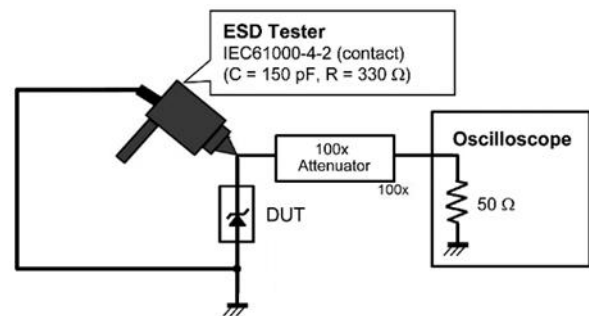 ESD Tester
IEC61000-4-2 (contact)
(C = 150 pF, R = 330 Ω)
100x
Attenuator
100x
Oscilloscope
50 Ω
DUT